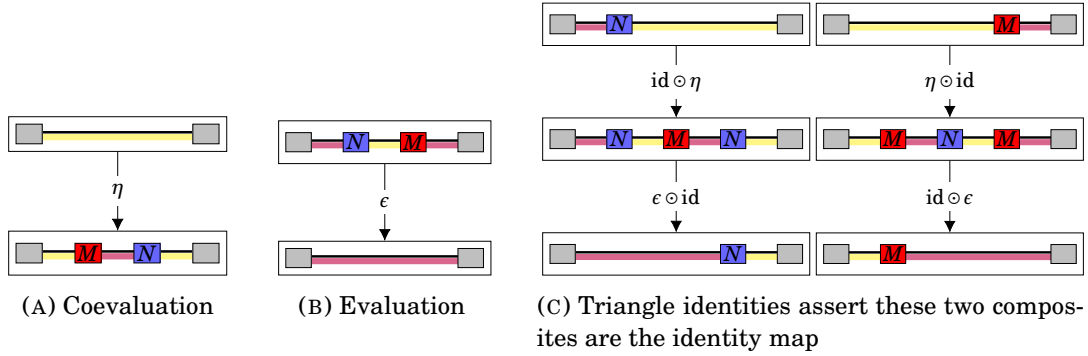 N
M
id ⊙ η
η ⊙ id
N M
N M N
M N M
η
ϵ
ϵ ⊙ id
id ⊙ ϵ
M N
N
M
(A) Coevaluation
(B) Evaluation
(C) Triangle identities assert these two compos-
ites are the identity map